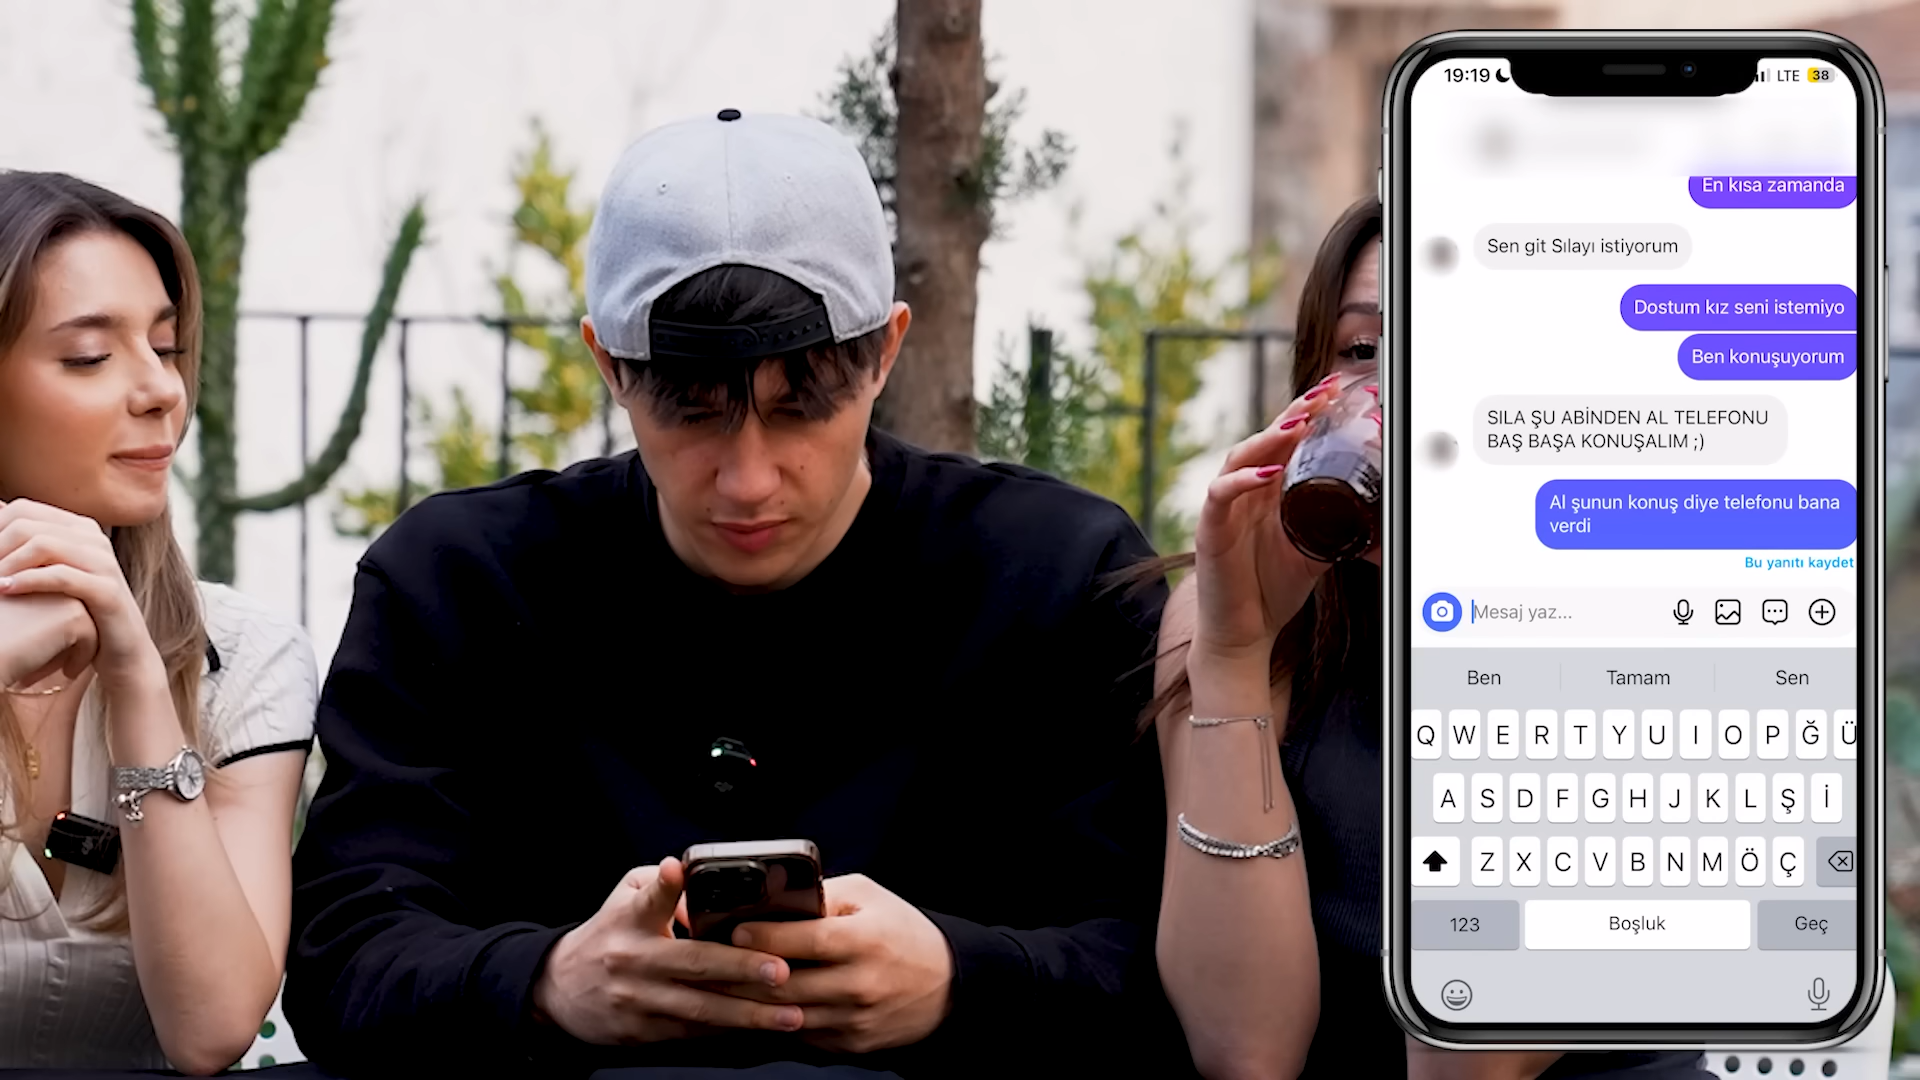 19:19
LTE 38
En kısa zamanda
Sen git Sılayı istiyorum
Dostum kız seni istemiyo
Ben konuşuyorum
SILA ŞU ABİNDEN AL TELEFONU
BAŞ BAŞA KONUŞALIM ;)
Al şunun konuş diye telefonu bana
verdi
Bu yanıtı kaydet
Mesaj yaz...
Ben Tamam Sen
Q W E R T Y U I O P Ğ Ü
A S D F G H J K L Ş İ
Z X C V B N M Ö Ç
123 Boşluk Geç